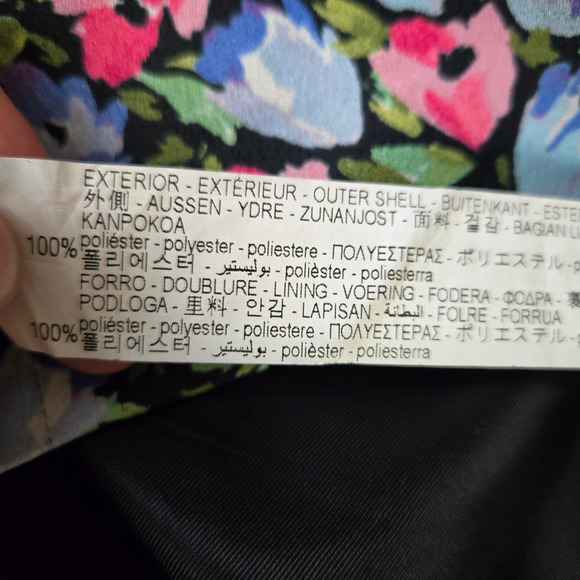 EXTERIOR - EXTÉRIEUR - OUTER SHELL - BUITENKANT - ESTE
外側 - AUSSEN - YDRE - ZUNANJOST - 面料 - 겉감 - BAGIAN LU
KANPOKOA
100% poliéster - polyester - poliestere - ΠΟΛΥΕΣΤΕΡΑΣ - ポリエステル - p
폴리에스터 - بوليستير - polièster - poliesterra
FORRO - DOUBLURE - LINING - VOERING - FODERA - ΦΟΔΡΑ - 裏
PODLOGA - 里料 - 안감 - LAPISAN - البطانة - FOLRE - FORRUA
100% poliéster - polyester - poliestere - ΠΟΛΥΕΣΤΕΡΑΣ - ポリエステル - p
폴리에스터 - بوليستير - polièster - poliesterra